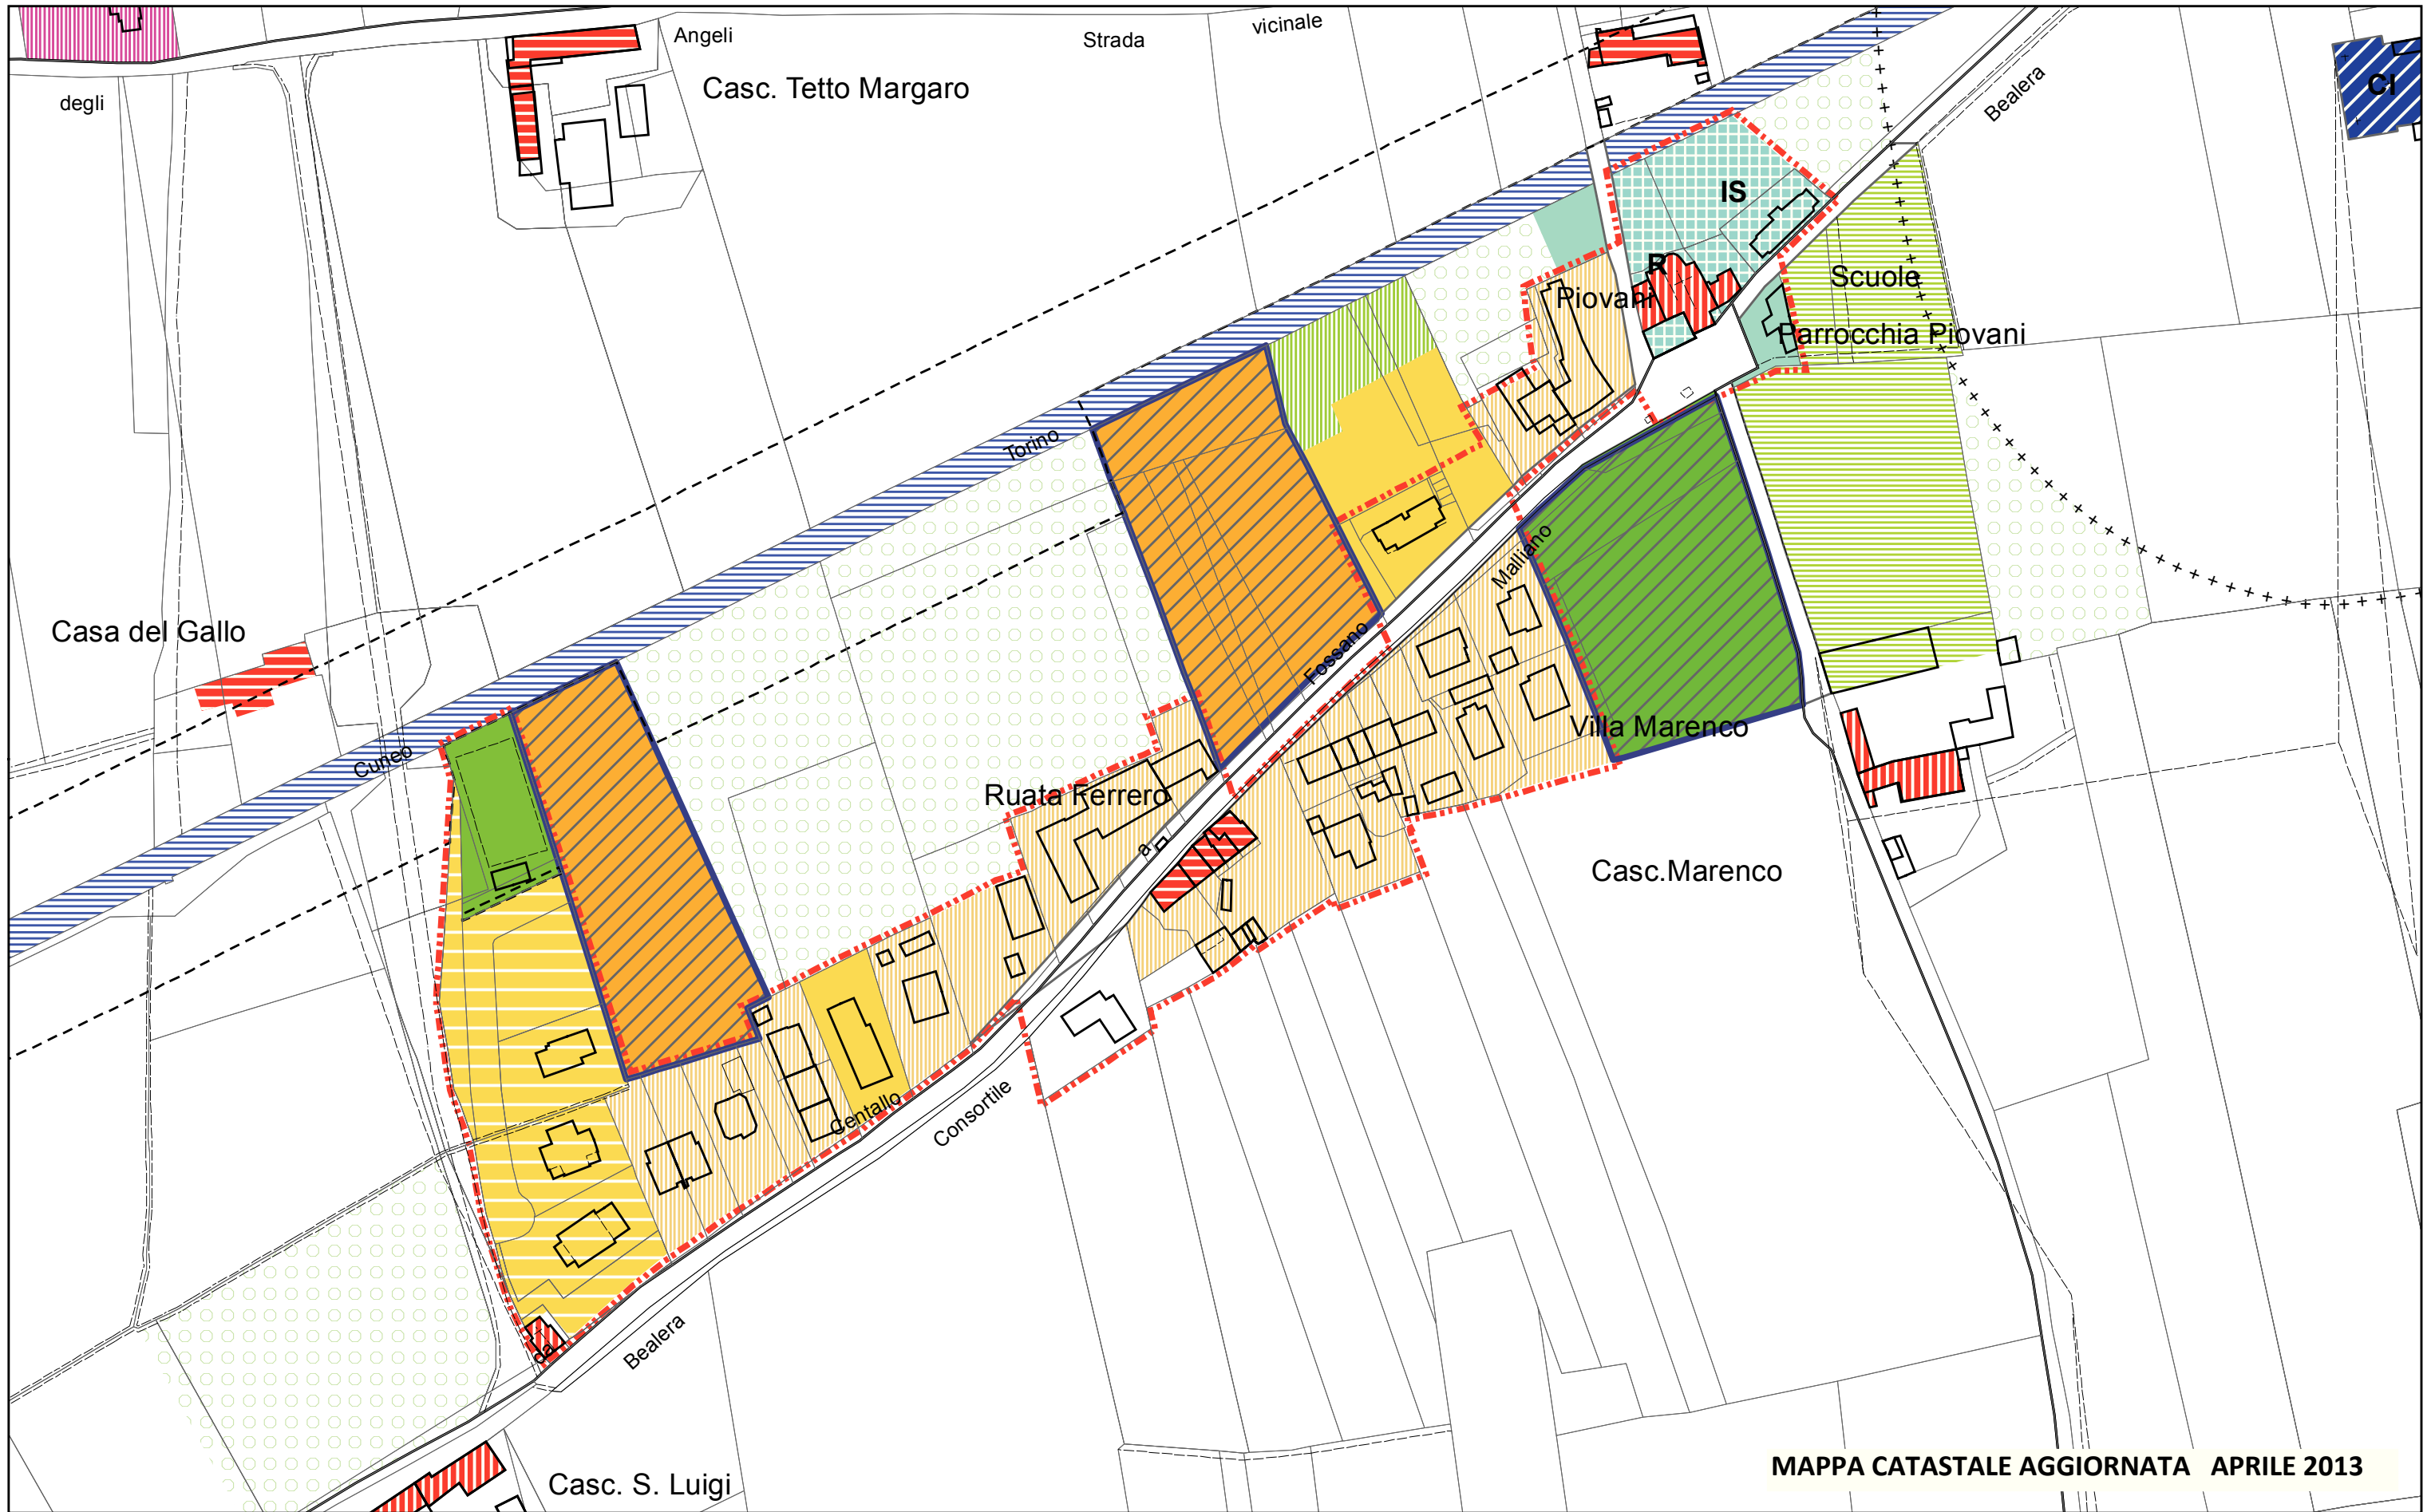 vicinale
Angeli
Strada
Casc. Tetto Margaro
CI
degli
Bealera
IS
R
Scuole
Piovani
Parrocchia Piovani
Torino
Malliano
Casa del Gallo
Fossano
Villa Marenco
Cuneo
Ruata Ferrero
a
Casc.Marenco
Centallo
Consortile
Bealera
da
MAPPA CATASTALE AGGIORNATA APRILE 2013
Casc. S. Luigi